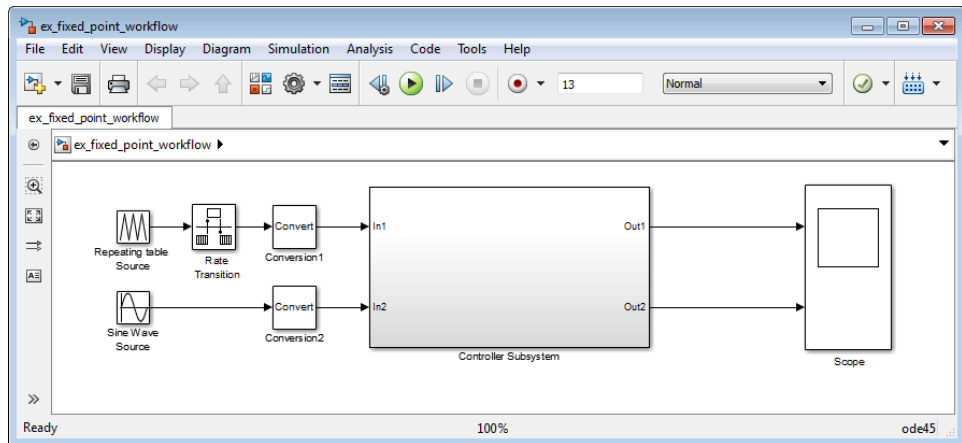 ex_fixed_point_workflow
File Edit View Display Diagram Simulation Analysis Code Tools Help
13 Normal
ex_fixed_point_workflow
ex_fixed_point_workflow
Repeating table
Source
Rate
Transition
Convert
Conversion1
In1
Out1
Sine Wave
Source
Convert
Conversion2
In2
Out2
Controller Subsystem
Scope
Ready 100% ode45